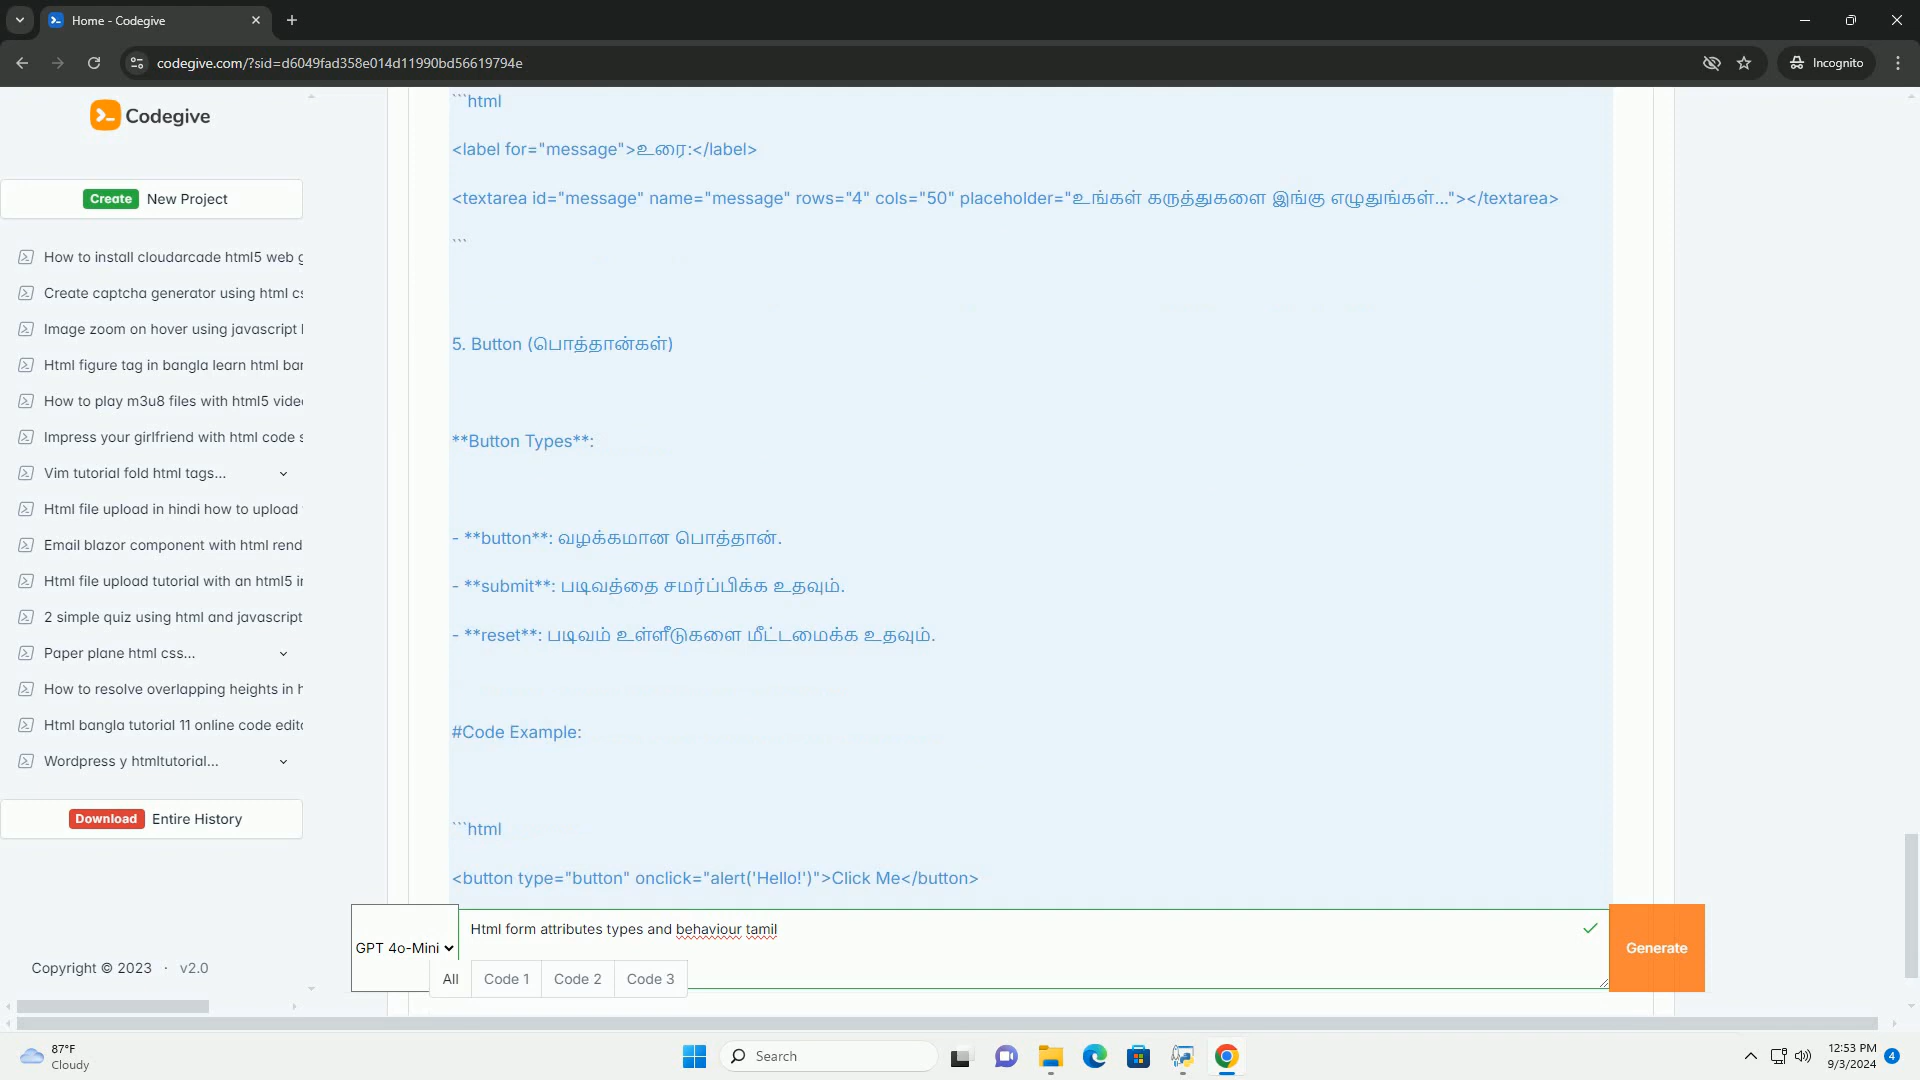 Home - Codegive
codegive.com/?sid=d6049fad358e014d11990bd56619794e
Incognito
Codegive
Create New Project
How to install cloudarcade html5 web g
Create captcha generator using html cs
Image zoom on hover using javascript
Html figure tag in bangla learn html bar
How to play m3u8 files with html5 vide
Impress your girlfriend with html code s
Vim tutorial fold html tags...
Html file upload in hindi how to upload
Email blazor component with html rend
Html file upload tutorial with an html5 i
2 simple quiz using html and javascript
Paper plane html css...
How to resolve overlapping heights in h
Html bangla tutorial 11 online code edit
Wordpress y htmltutorial...
Download Entire History
Copyright © 2023 · v2.0
```html
<label for="message">உரை:</label>
<textarea id="message" name="message" rows="4" cols="50" placeholder="உங்கள் கருத்துகளை இங்கு எழுதுங்கள்..."></textarea>
```
5. Button (பொத்தான்கள்)
**Button Types**:
- **button**: வழக்கமான பொத்தான்.
- **submit**: படிவத்தை சமர்ப்பிக்க உதவும்.
- **reset**: படிவம் உள்ளீடுகளை மீட்டமைக்க உதவும்.
#Code Example:
```html
<button type="button" onclick="alert('Hello!')">Click Me</button>
GPT 4o-Mini
Html form attributes types and behaviour tamil
Generate
All Code 1 Code 2 Code 3
87°F
Cloudy
Search
12:53 PM
9/3/2024
4